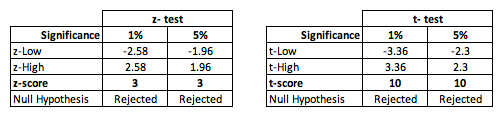 z- test t- test
Significance 1% 5% Significance 1% 5%
z-Low -2.58 -1.96 t-Low -3.36 -2.3
z-High 2.58 1.96 t-High 3.36 2.3
z-score 3 3 t-score 10 10
Null Hypothesis Rejected Rejected Null Hypothesis Rejected Rejected